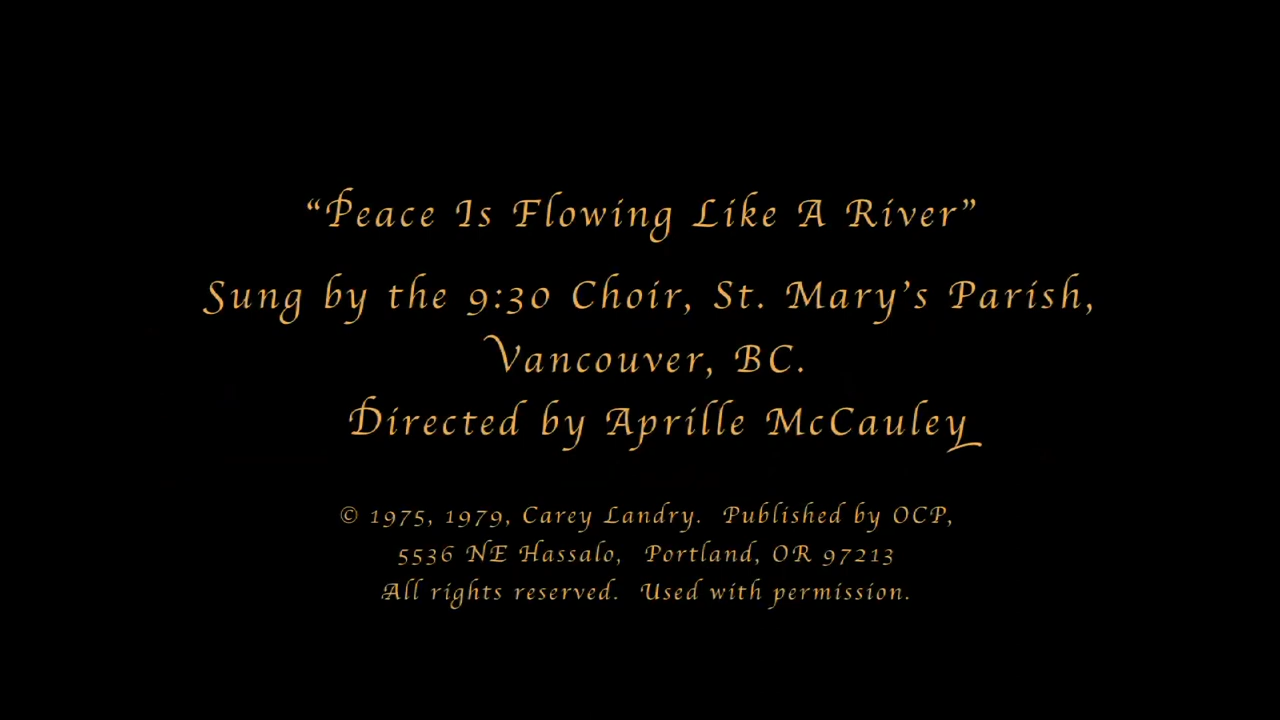 “Peace Is Flowing Like A River”
Sung by the 9:30 Choir, St. Mary’s Parish,
Vancouver, BC.
Directed by Aprille McCauley
© 1975, 1979, Carey Landry.  Published by OCP,
5536 NE Hassalo,  Portland, OR 97213
All rights reserved.  Used with permission.